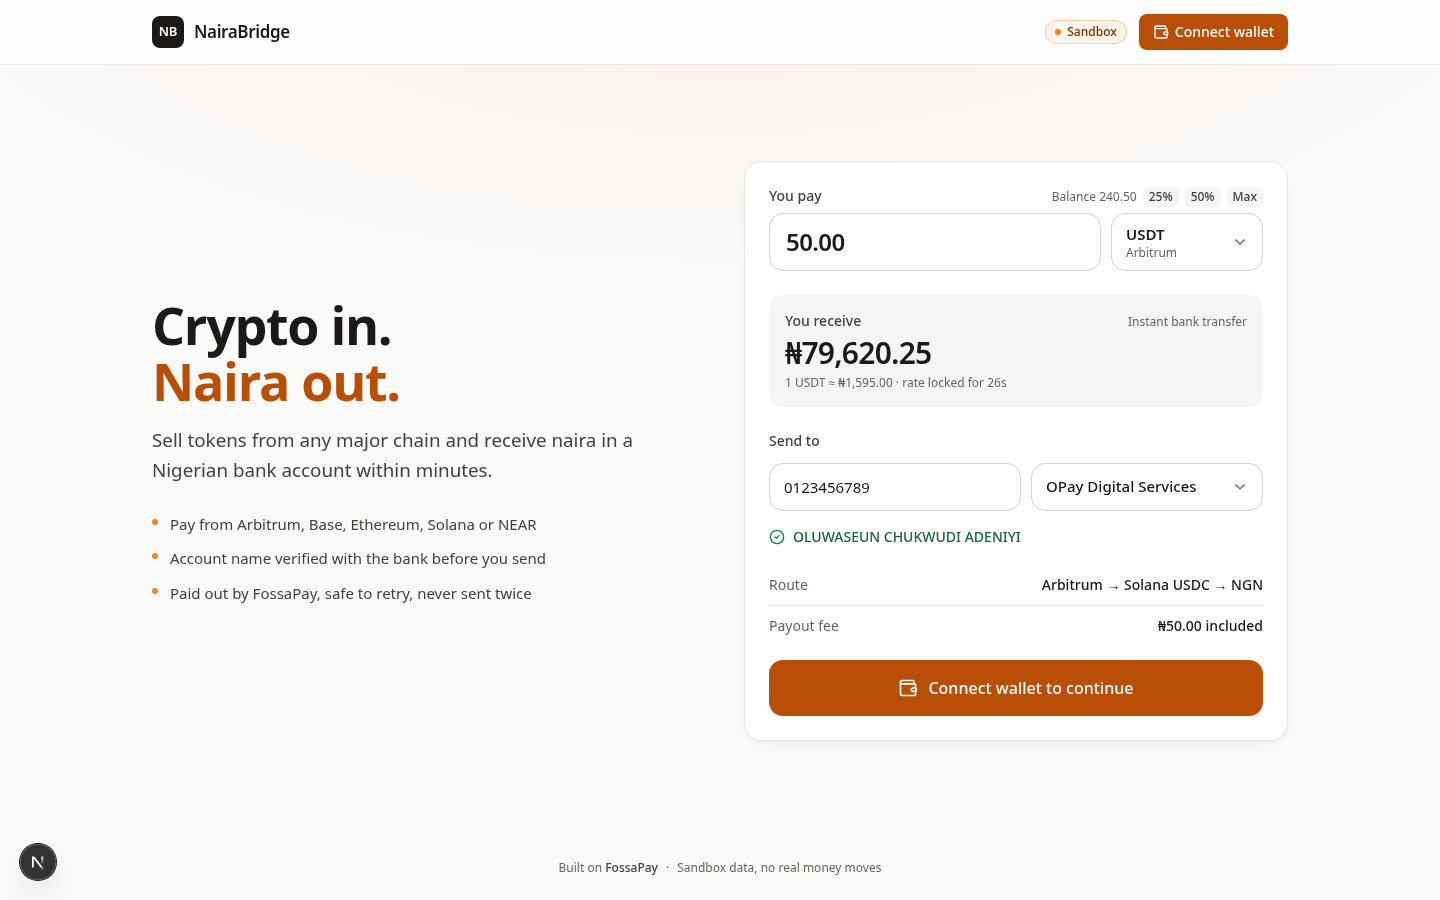 NB NairaBridge
Sandbox
Connect wallet
Crypto in.
Naira out.
Sell tokens from any major chain and receive naira in a
Nigerian bank account within minutes.
Pay from Arbitrum, Base, Ethereum, Solana or NEAR
Account name verified with the bank before you send
Paid out by FossaPay, safe to retry, never sent twice
You pay
Balance 240.50 25% 50% Max
50.00
USDT
Arbitrum
You receive
Instant bank transfer
₦79,620.25
1 USDT ≈ ₦1,595.00 · rate locked for 26s
Send to
0123456789
OPay Digital Services
OLUWASEUN CHUKWUDI ADENIYI
Route
Arbitrum → Solana USDC → NGN
Payout fee
₦50.00 included
Connect wallet to continue
N
Built on FossaPay · Sandbox data, no real money moves